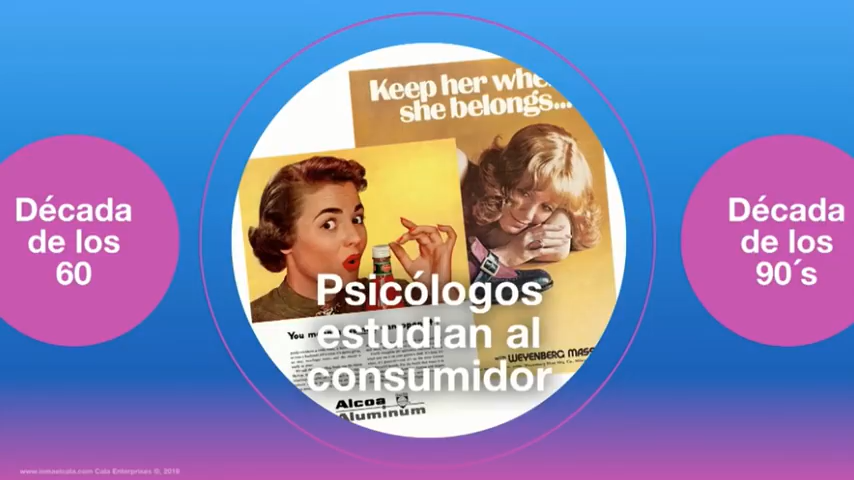 Keep her whe
she belongs...
Década
de los
60
Década
de los
90´s
Psicólogos
estudian al
consumidor
You m
WEYENBERG MASS
Alcoa
Aluminum